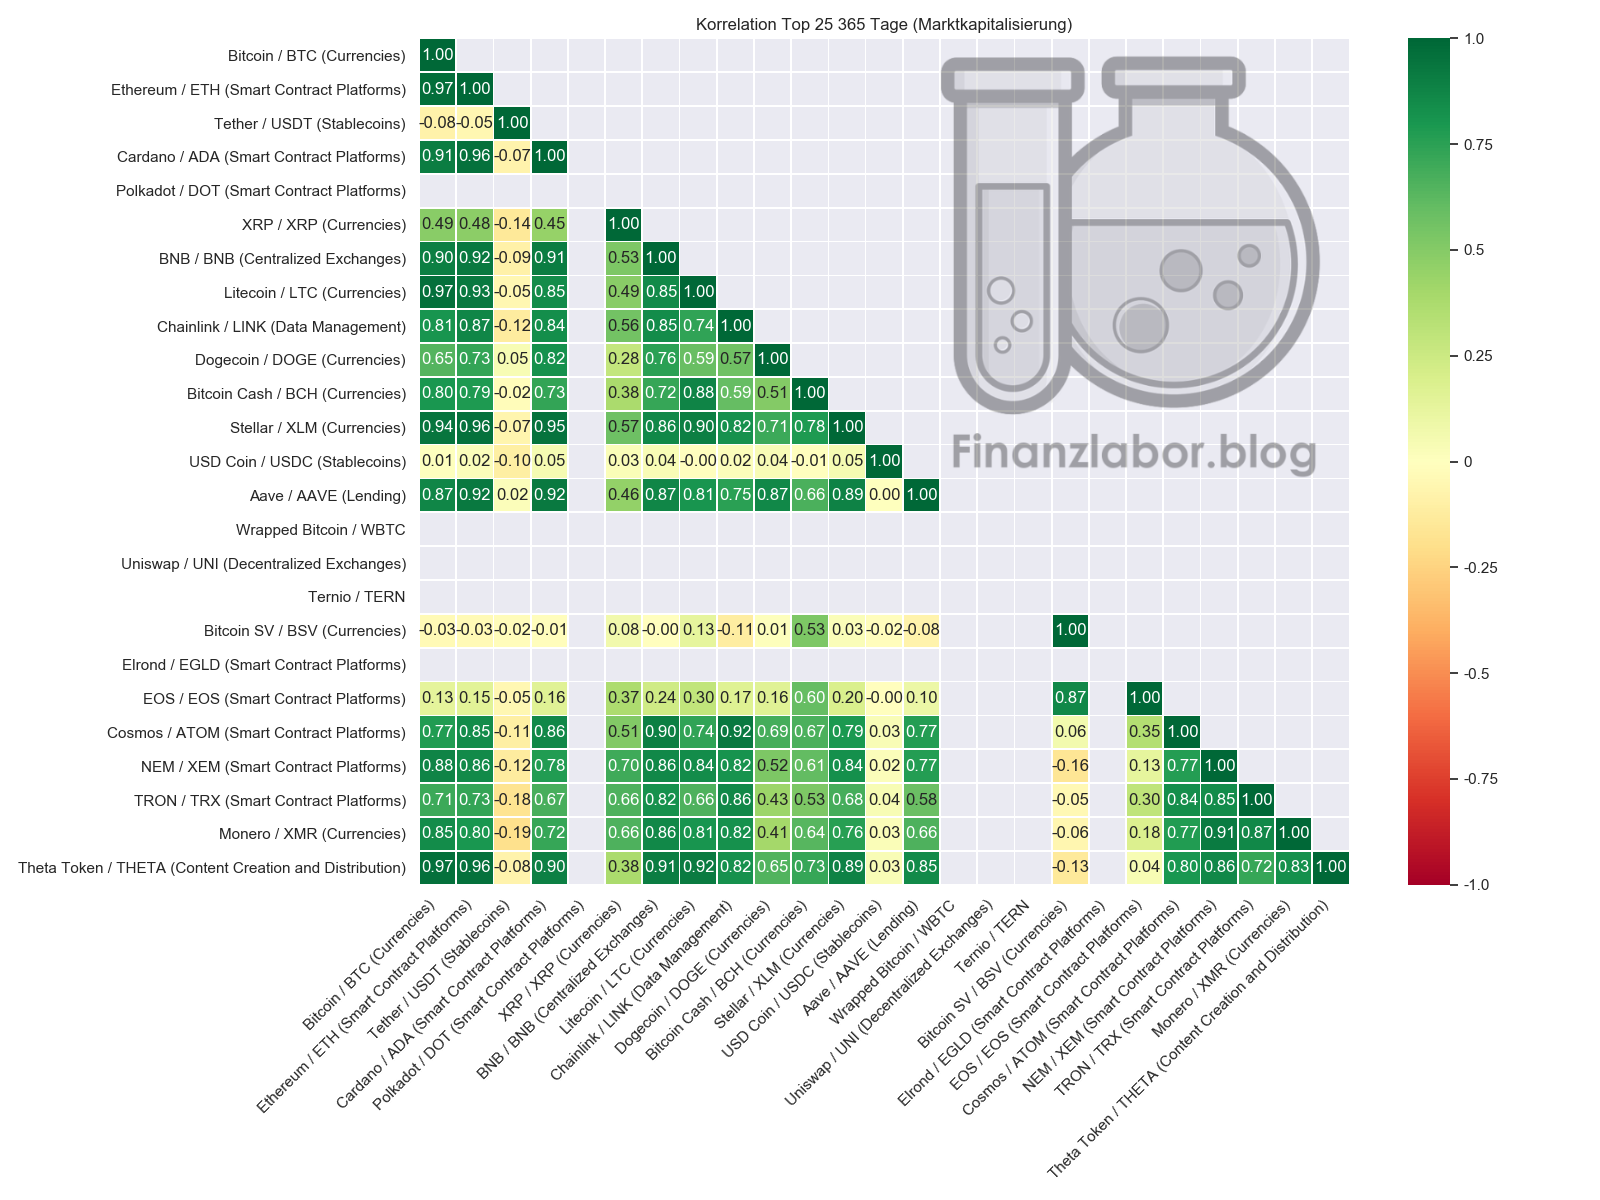 Korrelation Top 25 365 Tage (Marktkapitalisierung)
Bitcoin / BTC (Currencies) 1.00
Ethereum / ETH (Smart Contract Platforms) 0.97 1.00
Tether / USDT (Stablecoins) -0.08 -0.05 1.00
Cardano / ADA (Smart Contract Platforms) 0.91 0.96 -0.07 1.00
Polkadot / DOT (Smart Contract Platforms)
XRP / XRP (Currencies) 0.49 0.48 -0.14 0.45 1.00
BNB / BNB (Centralized Exchanges) 0.90 0.92 -0.09 0.91 0.53 1.00
Litecoin / LTC (Currencies) 0.97 0.93 -0.05 0.85 0.49 0.85 1.00
Chainlink / LINK (Data Management) 0.81 0.87 -0.12 0.84 0.56 0.85 0.74 1.00
Dogecoin / DOGE (Currencies) 0.65 0.73 0.05 0.82 0.28 0.76 0.59 0.57 1.00
Bitcoin Cash / BCH (Currencies) 0.80 0.79 -0.02 0.73 0.38 0.72 0.88 0.59 0.51 1.00
Stellar / XLM (Currencies) 0.94 0.96 -0.07 0.95 0.57 0.86 0.90 0.82 0.71 0.78 1.00
USD Coin / USDC (Stablecoins) 0.01 0.02 -0.10 0.05 0.03 0.04 -0.00 0.02 0.04 -0.01 0.05 1.00
Aave / AAVE (Lending) 0.87 0.92 0.02 0.92 0.46 0.87 0.81 0.75 0.87 0.66 0.89 0.00 1.00
Wrapped Bitcoin / WBTC
Uniswap / UNI (Decentralized Exchanges)
Ternio / TERN
Bitcoin SV / BSV (Currencies) -0.03 -0.03 -0.02 -0.01 0.08 -0.00 0.13 -0.11 0.01 0.53 0.03 -0.02 -0.08 1.00
Elrond / EGLD (Smart Contract Platforms)
EOS / EOS (Smart Contract Platforms) 0.13 0.15 -0.05 0.16 0.37 0.24 0.30 0.17 0.16 0.60 0.20 -0.00 0.10 0.87 1.00
Cosmos / ATOM (Smart Contract Platforms) 0.77 0.85 -0.11 0.86 0.51 0.90 0.74 0.92 0.69 0.67 0.79 0.03 0.77 0.06 0.35 1.00
NEM / XEM (Smart Contract Platforms) 0.88 0.86 -0.12 0.78 0.70 0.86 0.84 0.82 0.52 0.61 0.84 0.02 0.77 -0.16 0.13 0.77 1.00
TRON / TRX (Smart Contract Platforms) 0.71 0.73 -0.18 0.67 0.66 0.82 0.66 0.86 0.43 0.53 0.68 0.04 0.58 -0.05 0.30 0.84 0.85 1.00
Monero / XMR (Currencies) 0.85 0.80 -0.19 0.72 0.66 0.86 0.81 0.82 0.41 0.64 0.76 0.03 0.66 -0.06 0.18 0.77 0.91 0.87 1.00
Theta Token / THETA (Content Creation and Distribution) 0.97 0.96 -0.08 0.90 0.38 0.91 0.92 0.82 0.65 0.73 0.89 0.03 0.85 -0.13 0.04 0.80 0.86 0.72 0.83 1.00
Finanzlabor.blog
1.0
0.75
0.5
0.25
0
-0.25
-0.5
-0.75
-1.0
Bitcoin / BTC (Currencies)
Ethereum / ETH (Smart Contract Platforms)
Tether / USDT (Stablecoins)
Cardano / ADA (Smart Contract Platforms)
Polkadot / DOT (Smart Contract Platforms)
XRP / XRP (Currencies)
BNB / BNB (Centralized Exchanges)
Litecoin / LTC (Currencies)
Chainlink / LINK (Data Management)
Dogecoin / DOGE (Currencies)
Bitcoin Cash / BCH (Currencies)
Stellar / XLM (Currencies)
USD Coin / USDC (Stablecoins)
Aave / AAVE (Lending)
Wrapped Bitcoin / WBTC
Uniswap / UNI (Decentralized Exchanges)
Ternio / TERN
Bitcoin SV / BSV (Currencies)
Elrond / EGLD (Smart Contract Platforms)
EOS / EOS (Smart Contract Platforms)
Cosmos / ATOM (Smart Contract Platforms)
NEM / XEM (Smart Contract Platforms)
TRON / TRX (Smart Contract Platforms)
Monero / XMR (Currencies)
Theta Token / THETA (Content Creation and Distribution)